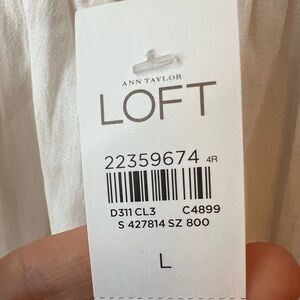 ANN TAYLOR
LOFT
22359674 4R
D311 CL3 C4899
S 427814 SZ 800
L